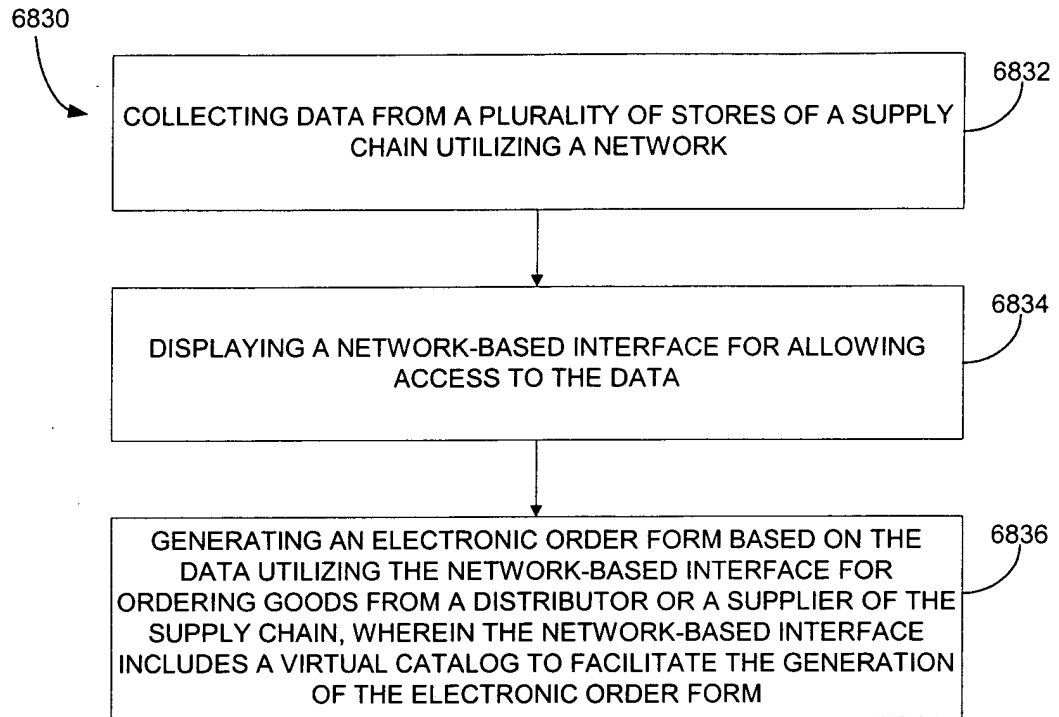 6830
6832
COLLECTING DATA FROM A PLURALITY OF STORES OF A SUPPLY
CHAIN UTILIZING A NETWORK
6834
DISPLAYING A NETWORK-BASED INTERFACE FOR ALLOWING
ACCESS TO THE DATA
6836
GENERATING AN ELECTRONIC ORDER FORM BASED ON THE
DATA UTILIZING THE NETWORK-BASED INTERFACE FOR
ORDERING GOODS FROM A DISTRIBUTOR OR A SUPPLIER OF THE
SUPPLY CHAIN, WHEREIN THE NETWORK-BASED INTERFACE
INCLUDES A VIRTUAL CATALOG TO FACILITATE THE GENERATION
OF THE ELECTRONIC ORDER FORM